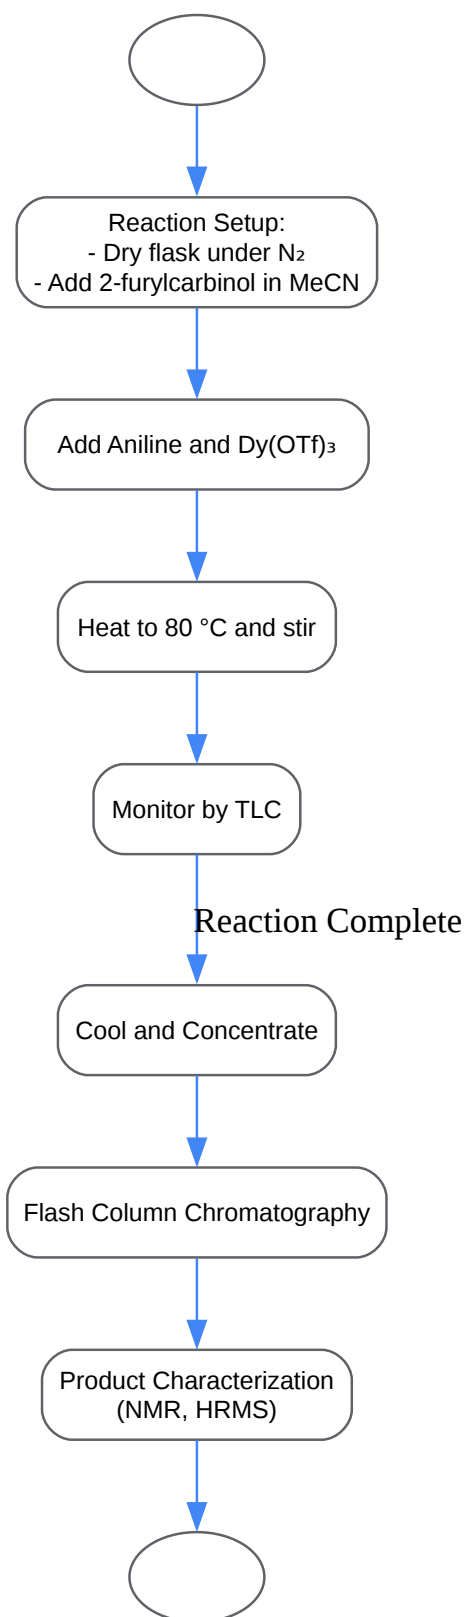 Reaction Setup:
- Dry flask under N₂
- Add 2-furylcarbinol in MeCN
Add Aniline and Dy(OTf)₃
Heat to 80 °C and stir
Monitor by TLC
Reaction Complete
Cool and Concentrate
Flash Column Chromatography
Product Characterization
(NMR, HRMS)